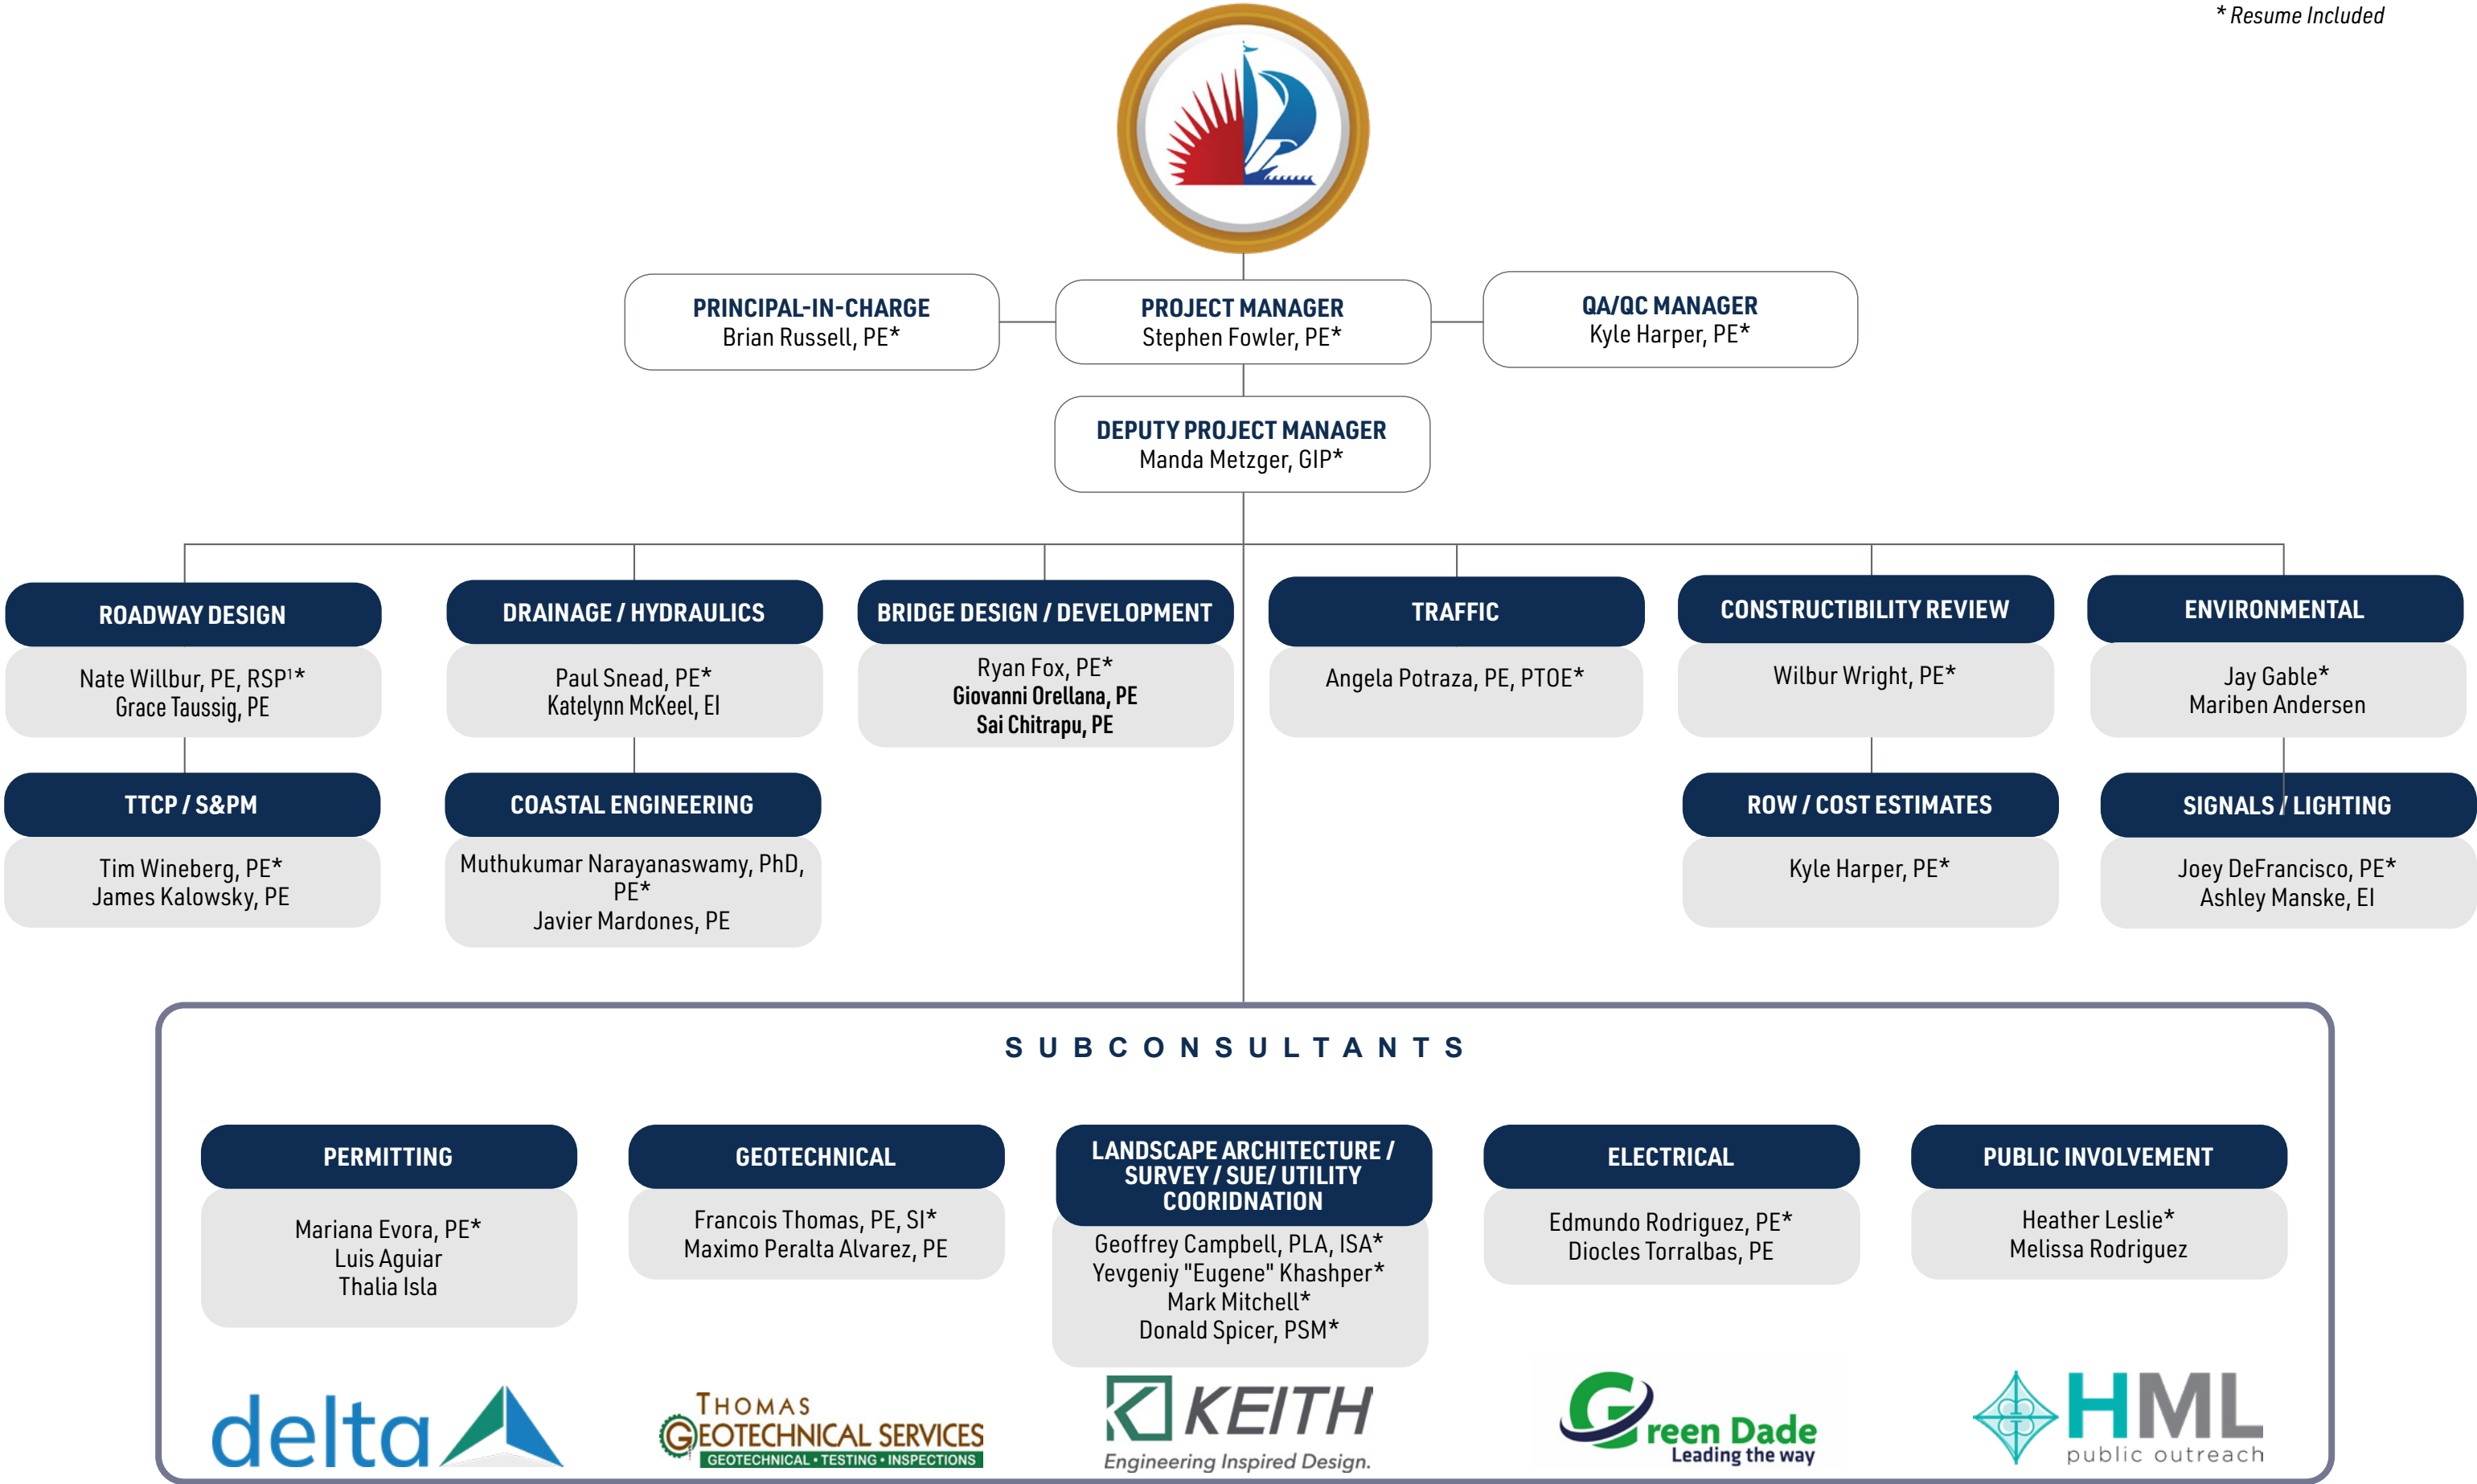 * Resume Included
PRINCIPAL-IN-CHARGE
Brian Russell, PE*
PROJECT MANAGER
Stephen Fowler, PE*
QA/QC MANAGER
Kyle Harper, PE*
DEPUTY PROJECT MANAGER
Manda Metzger, GIP*
ROADWAY DESIGN
Nate Willbur, PE, RSP¹*
Grace Taussig, PE
DRAINAGE / HYDRAULICS
Paul Snead, PE*
Katelynn McKeel, EI
BRIDGE DESIGN / DEVELOPMENT
Ryan Fox, PE*
Giovanni Orellana, PE
Sai Chitrapu, PE
TRAFFIC
Angela Potraza, PE, PTOE*
CONSTRUCTIBILITY REVIEW
Wilbur Wright, PE*
ENVIRONMENTAL
Jay Gable*
Mariben Andersen
TTCP / S&PM
Tim Wineberg, PE*
James Kalowsky, PE
COASTAL ENGINEERING
Muthukumar Narayanaswamy, PhD,
PE*
Javier Mardones, PE
ROW / COST ESTIMATES
Kyle Harper, PE*
SIGNALS / LIGHTING
Joey DeFrancisco, PE*
Ashley Manske, EI
SUBCONSULTANTS
PERMITTING
Mariana Evora, PE*
Luis Aguiar
Thalia Isla
GEOTECHNICAL
Francois Thomas, PE, SI*
Maximo Peralta Alvarez, PE
LANDSCAPE ARCHITECTURE /
SURVEY / SUE/ UTILITY
COORIDNATION
Geoffrey Campbell, PLA, ISA*
Yevgeniy "Eugene" Khashper*
Mark Mitchell*
Donald Spicer, PSM*
ELECTRICAL
Edmundo Rodriguez, PE*
Diocles Torralbas, PE
PUBLIC INVOLVEMENT
Heather Leslie*
Melissa Rodriguez
delta
THOMAS
GEOTECHNICAL SERVICES
GEOTECHNICAL • TESTING • INSPECTIONS
KEITH
Engineering Inspired Design.
Green Dade
Leading the way
HML
public outreach